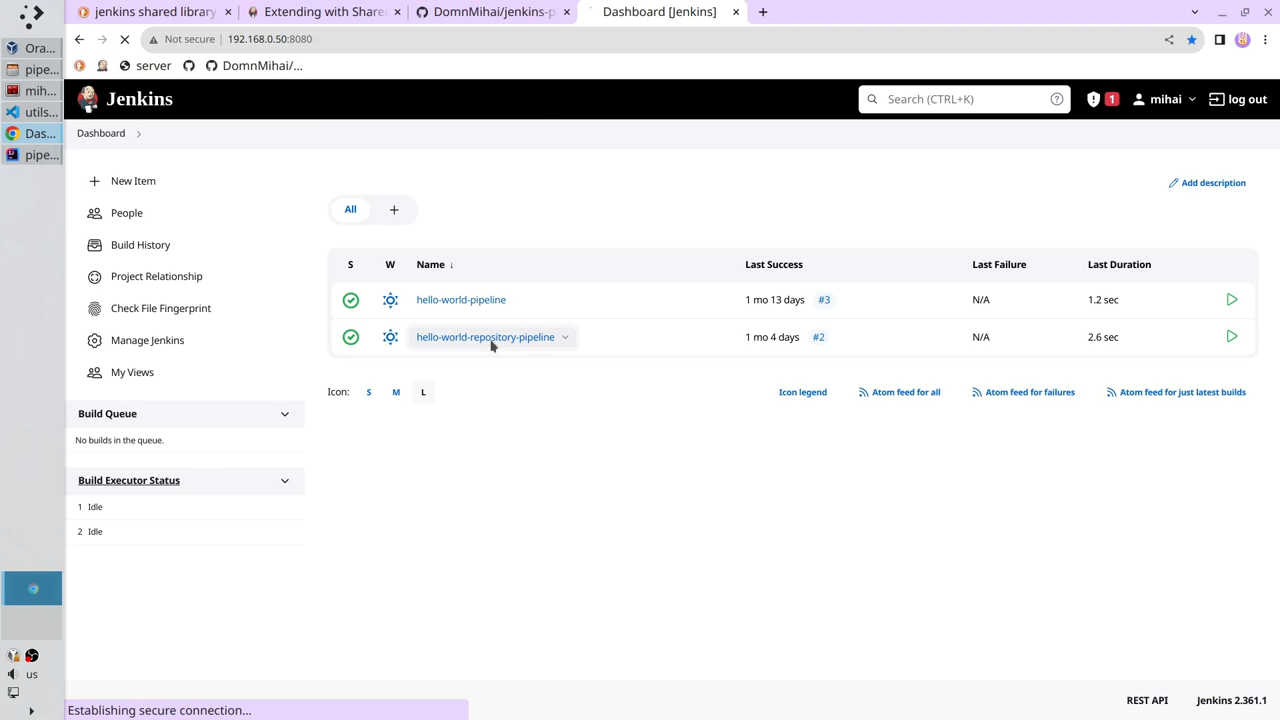 jenkins shared library
Extending with Share
DomnMihai/jenkins-p
Dashboard [Jenkins]
Not secure
192.168.0.50:8080
server
DomnMihai/...
Ora...
pipe...
mih...
utils...
Das...
pipe...
us
Jenkins
Search (CTRL+K)
1
mihai
log out
Dashboard
New Item
People
Build History
Project Relationship
Check File Fingerprint
Manage Jenkins
My Views
Build Queue
No builds in the queue.
Build Executor Status
1 Idle
2 Idle
Add description
All
S W Name ↓ Last Success Last Failure Last Duration
hello-world-pipeline 1 mo 13 days #3 N/A 1.2 sec
hello-world-repository-pipeline 1 mo 4 days #2 N/A 2.6 sec
Icon: S M L
Icon legend
Atom feed for all
Atom feed for failures
Atom feed for just latest builds
REST API
Jenkins 2.361.1
Establishing secure connection...